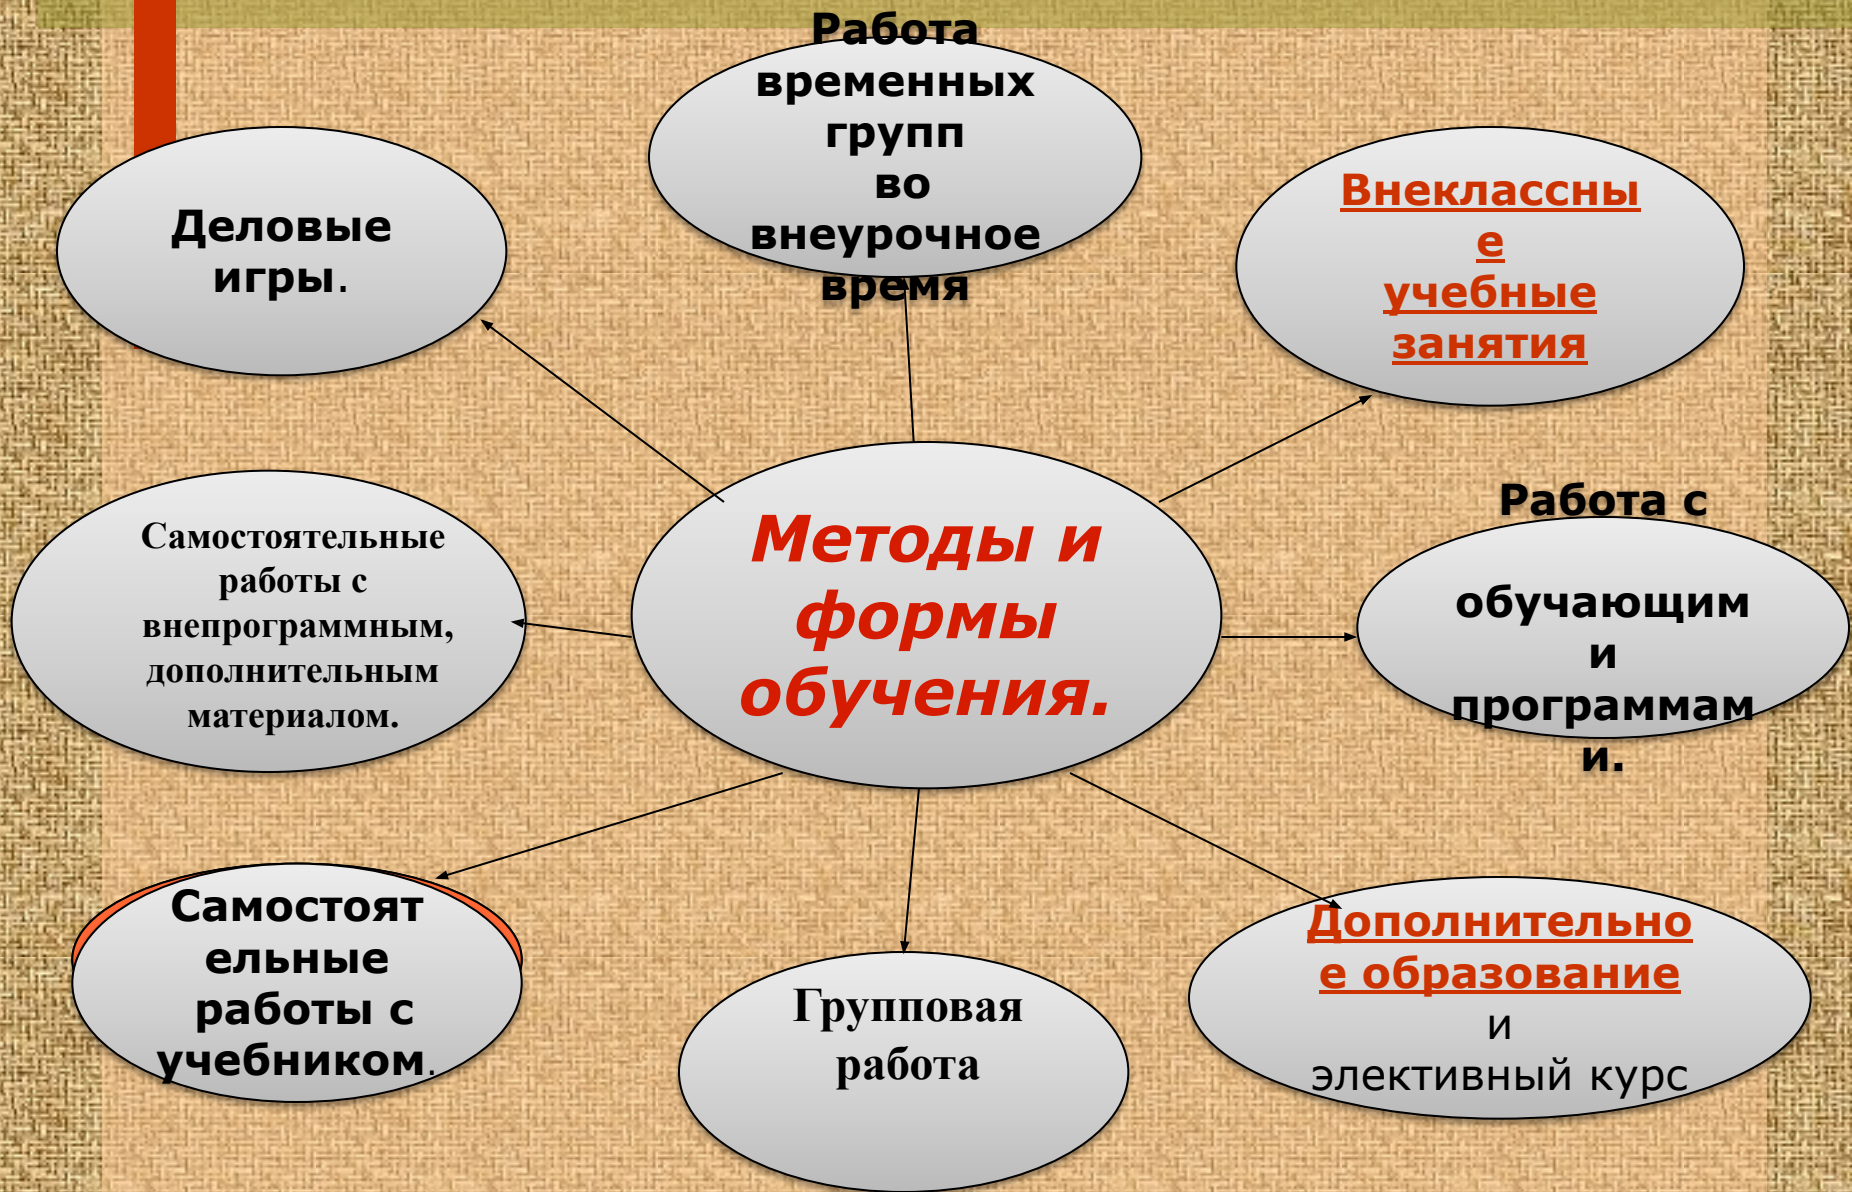 Работа
временных
групп
во
внеурочное
время
Деловые
игры.
Внеклассны
е
учебные
занятия
Методы и
формы
обучения.
Самостоятельные
работы с
внепрограммным,
дополнительным
материалом.
Работа с
обучающим
и
программам
и.
Самостоят
ельные
работы с
учебником.
Групповая
работа
Дополнительно
е образование
и
элективный курс